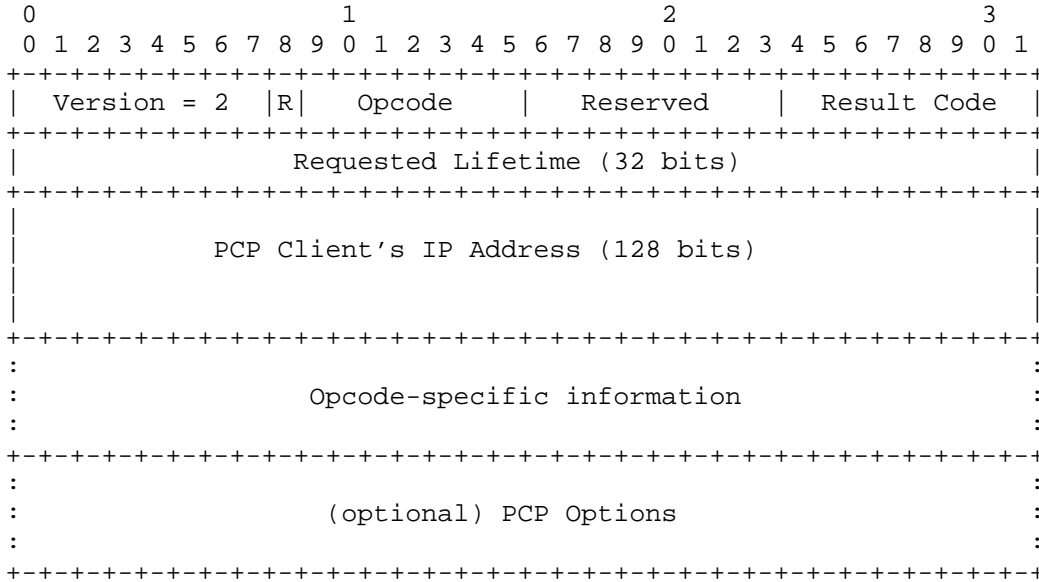 0                   1                   2                   3
 0 1 2 3 4 5 6 7 8 9 0 1 2 3 4 5 6 7 8 9 0 1 2 3 4 5 6 7 8 9 0 1
+-+-+-+-+-+-+-+-+-+-+-+-+-+-+-+-+-+-+-+-+-+-+-+-+-+-+-+-+-+-+-+-+
|  Version = 2  |R|   Opcode    |   Reserved    |  Result Code  |
+-+-+-+-+-+-+-+-+-+-+-+-+-+-+-+-+-+-+-+-+-+-+-+-+-+-+-+-+-+-+-+-+
|                 Requested Lifetime (32 bits)                  |
+-+-+-+-+-+-+-+-+-+-+-+-+-+-+-+-+-+-+-+-+-+-+-+-+-+-+-+-+-+-+-+-+
|                                                               |
|            PCP Client’s IP Address (128 bits)                 |
|                                                               |
|                                                               |
+-+-+-+-+-+-+-+-+-+-+-+-+-+-+-+-+-+-+-+-+-+-+-+-+-+-+-+-+-+-+-+-+
:                                                               :
:                  Opcode-specific information                  :
:                                                               :
+-+-+-+-+-+-+-+-+-+-+-+-+-+-+-+-+-+-+-+-+-+-+-+-+-+-+-+-+-+-+-+-+
:                                                               :
:                   (optional) PCP Options                      :
:                                                               :
+-+-+-+-+-+-+-+-+-+-+-+-+-+-+-+-+-+-+-+-+-+-+-+-+-+-+-+-+-+-+-+-+